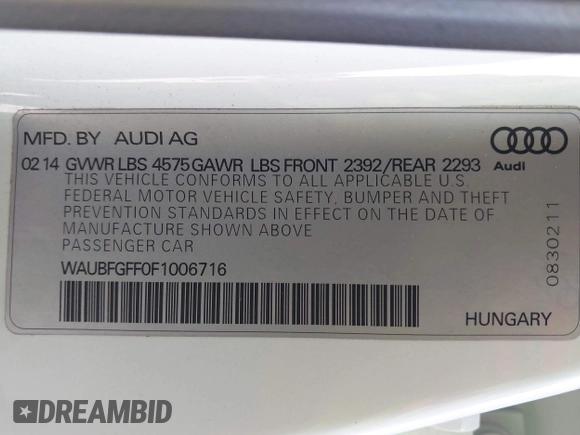 MFD. BY AUDI AG
Audi
02 14 GVWR LBS 4575 GAWR LBS FRONT 2392/REAR 2293
THIS VEHICLE CONFORMS TO ALL APPLICABLE U.S.
FEDERAL MOTOR VEHICLE SAFETY, BUMPER AND THEFT
PREVENTION STANDARDS IN EFFECT ON THE DATE OF
MANUFACTURE SHOWN ABOVE
PASSENGER CAR
WAUBFGFF0F1006716
HUNGARY
0830211
DREAMBID